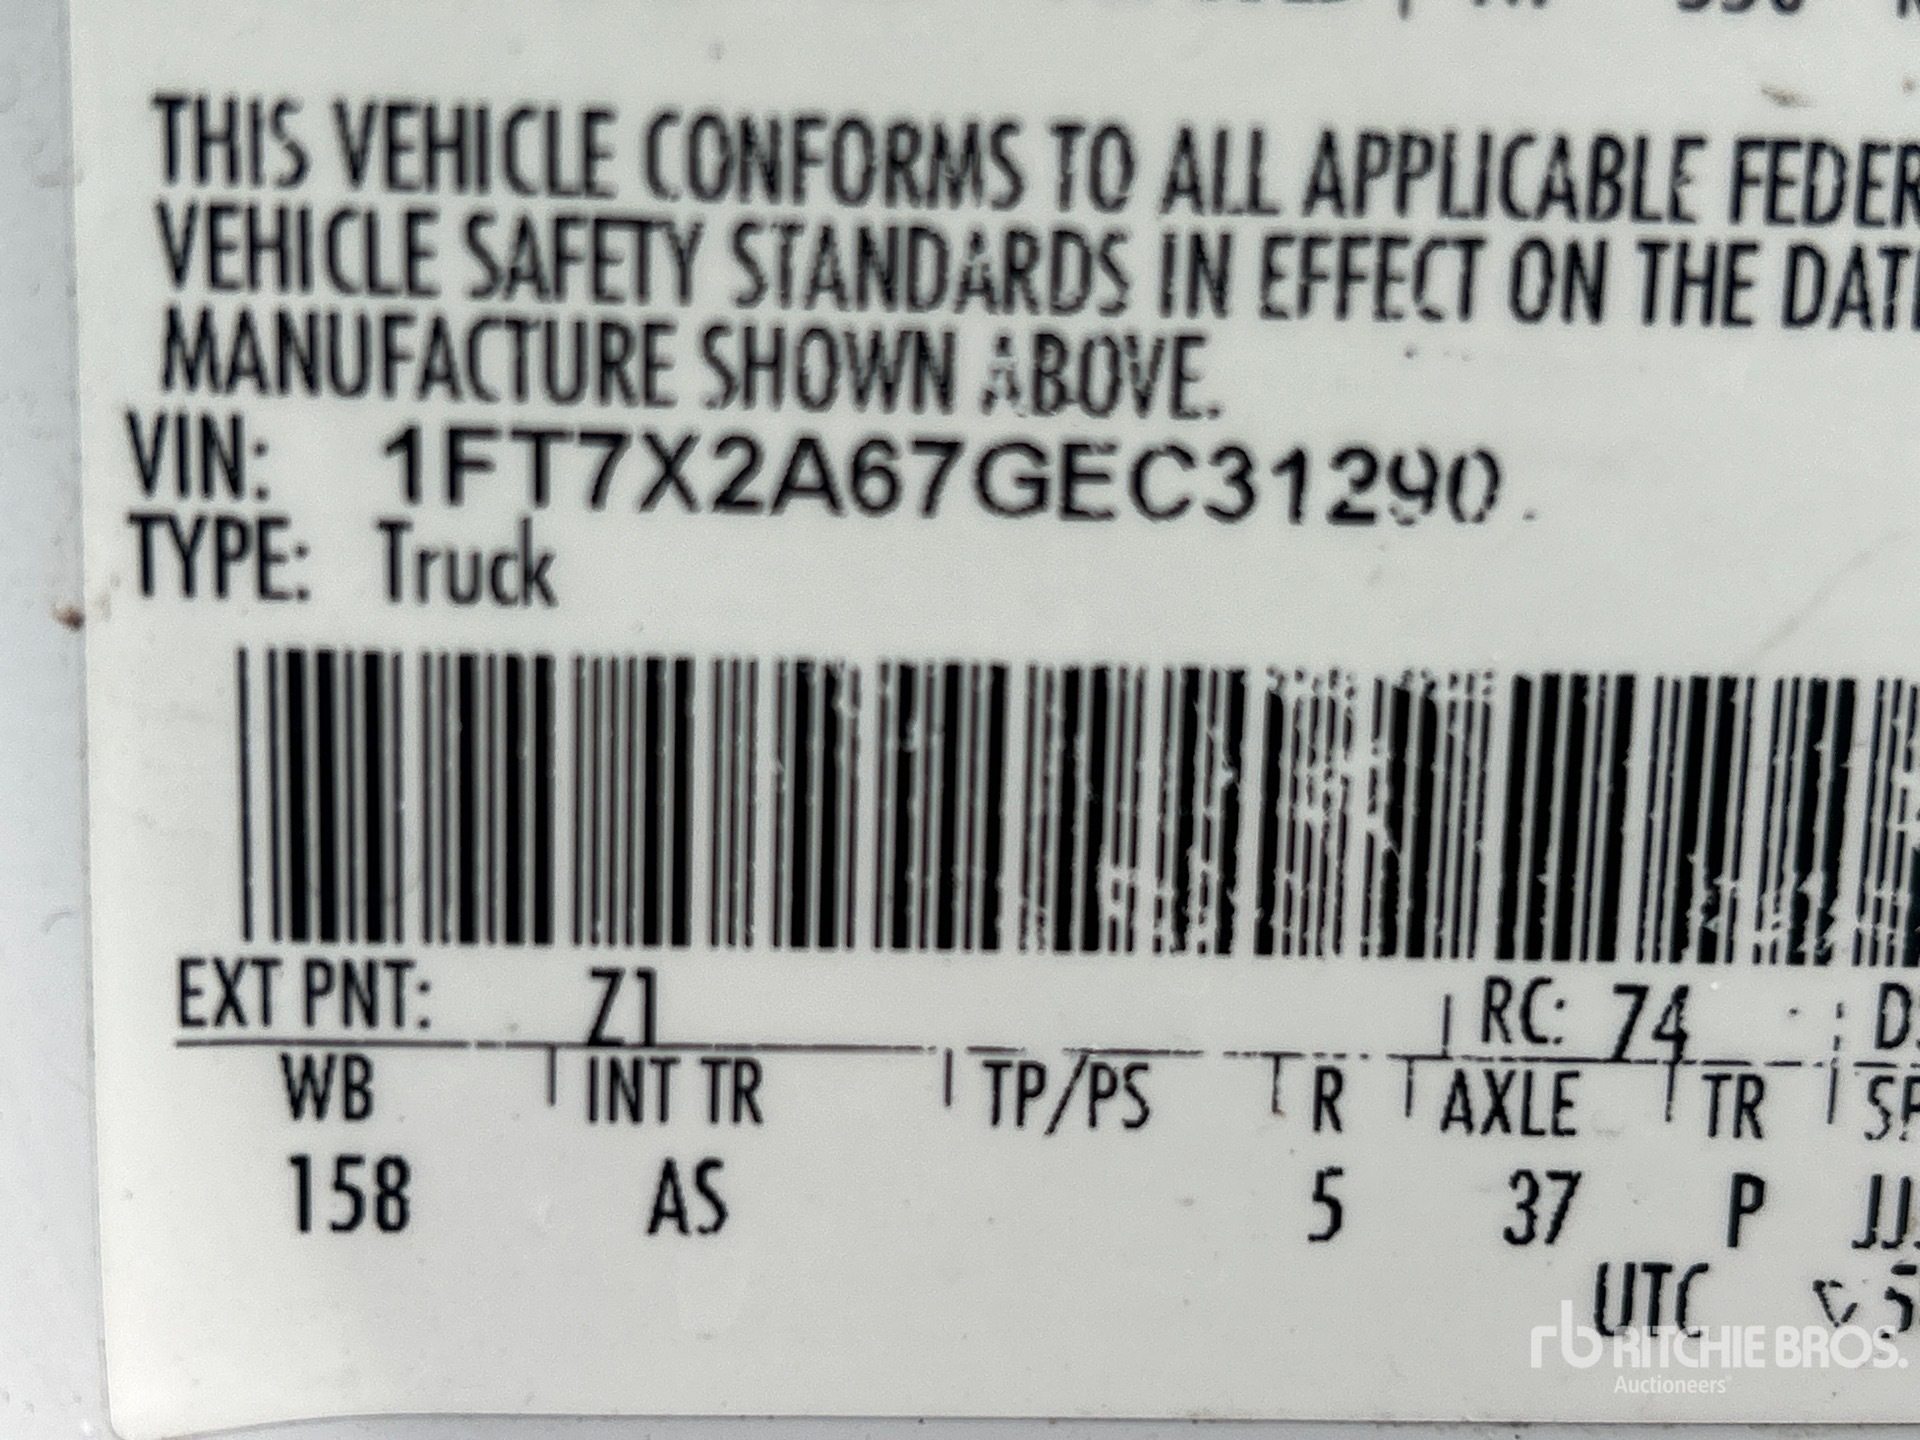 THIS VEHICLE CONFORMS TO ALL APPLICABLE FEDER
VEHICLE SAFETY STANDARDS IN EFFECT ON THE DATE
MANUFACTURE SHOWN ABOVE.
VIN: 1FT7X2A67GEC31290
TYPE: Truck
EXT PNT: Z1 RC: 74
WB INT TR TP/PS R AXLE TR
158 AS 5 37 P
UTC
rb RITCHIE BROS.
Auctioneers